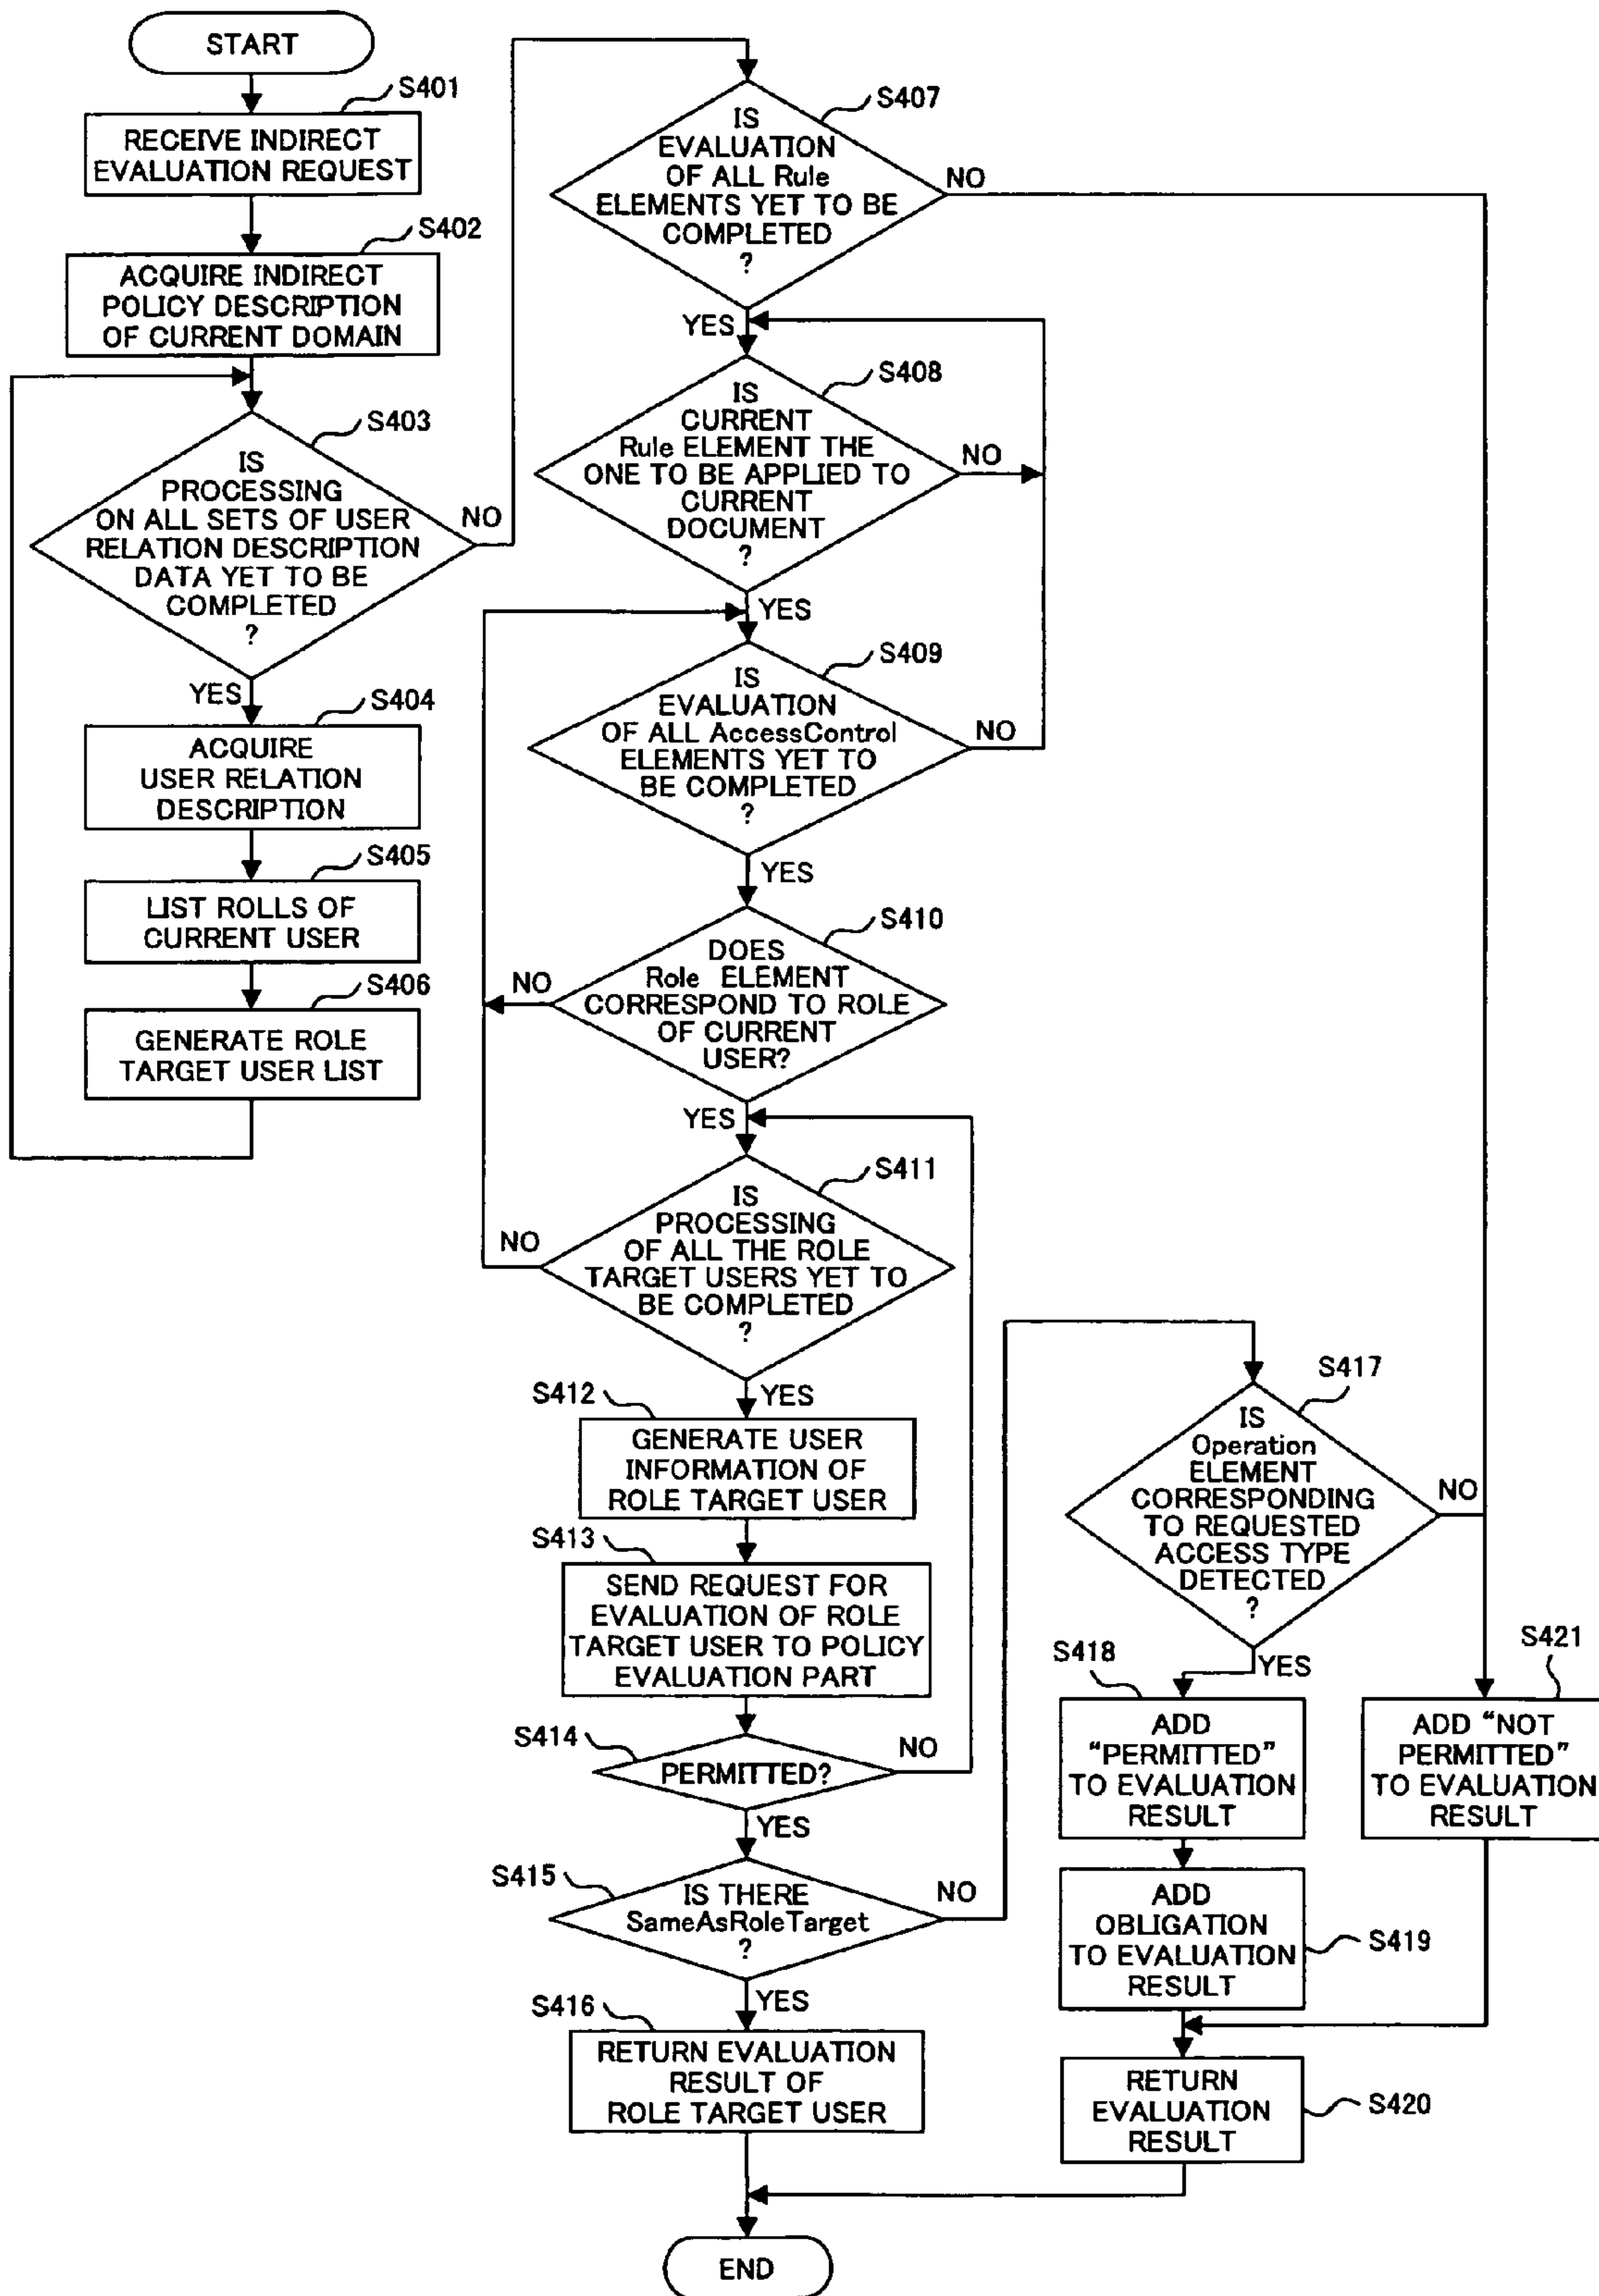 START
S401
RECEIVE INDIRECT
EVALUATION REQUEST
S402
ACQUIRE INDIRECT
POLICY DESCRIPTION
OF CURRENT DOMAIN
S403
IS
PROCESSING
ON ALL SETS OF USER
RELATION DESCRIPTION
DATA YET TO BE
COMPLETED
?
NO
YES
S404
ACQUIRE
USER RELATION
DESCRIPTION
S405
LIST ROLLS OF
CURRENT USER
S406
GENERATE ROLE
TARGET USER LIST
S407
IS
EVALUATION
OF ALL Rule
ELEMENTS YET TO BE
COMPLETED
?
NO
YES
S408
IS
CURRENT
Rule ELEMENT THE
ONE TO BE APPLIED TO
CURRENT
DOCUMENT
?
NO
YES
S409
IS
EVALUATION
OF ALL AccessControl
ELEMENTS YET TO
BE COMPLETED
?
NO
YES
S410
DOES
Role ELEMENT
CORRESPOND TO ROLE
OF CURRENT
USER?
NO
YES
S411
IS
PROCESSING
OF ALL THE ROLE
TARGET USERS YET TO
BE COMPLETED
?
NO
YES
S412
GENERATE USER
INFORMATION OF
ROLE TARGET USER
S413
SEND REQUEST FOR
EVALUATION OF ROLE
TARGET USER TO POLICY
EVALUATION PART
S414
PERMITTED?
NO
YES
S415
IS THERE
SameAsRoleTarget
?
NO
YES
S416
RETURN EVALUATION
RESULT OF
ROLE TARGET USER
S417
IS
Operation
ELEMENT
CORRESPONDING
TO REQUESTED
ACCESS TYPE
DETECTED
?
NO
YES
S418
ADD
“PERMITTED”
TO EVALUATION
RESULT
S421
ADD “NOT
PERMITTED”
TO EVALUATION
RESULT
ADD
OBLIGATION
TO EVALUATION
RESULT
S419
RETURN
EVALUATION
RESULT
S420
END